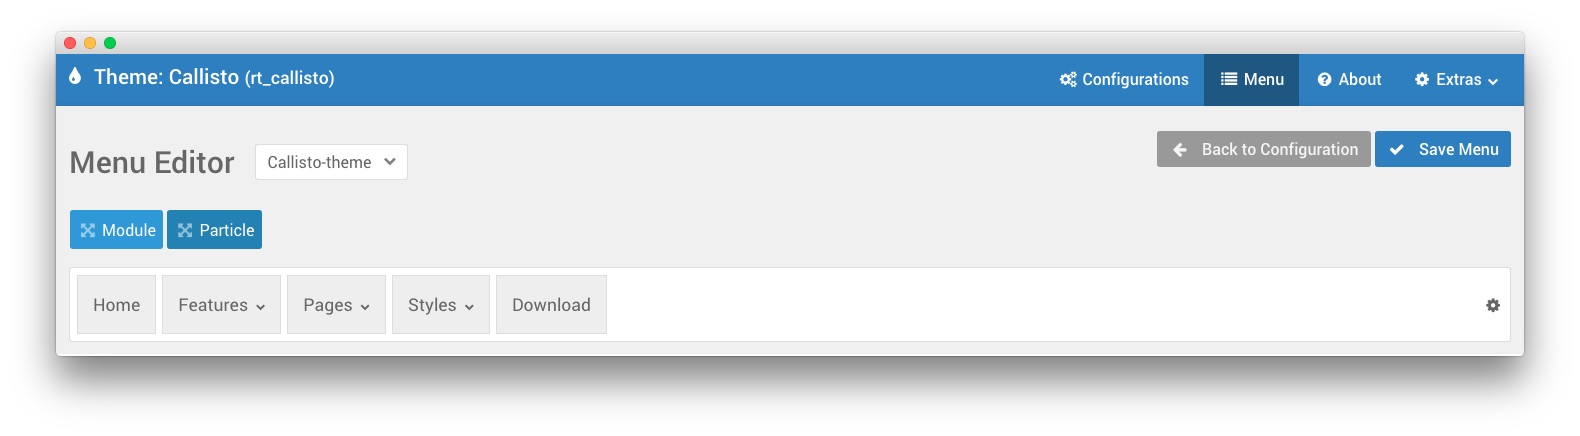 Theme: Callisto (rt_callisto)
Configurations
Menu
About
Extras
Menu Editor
Callisto-theme
Back to Configuration
Save Menu
Module
Particle
Home
Features
Pages
Styles
Download